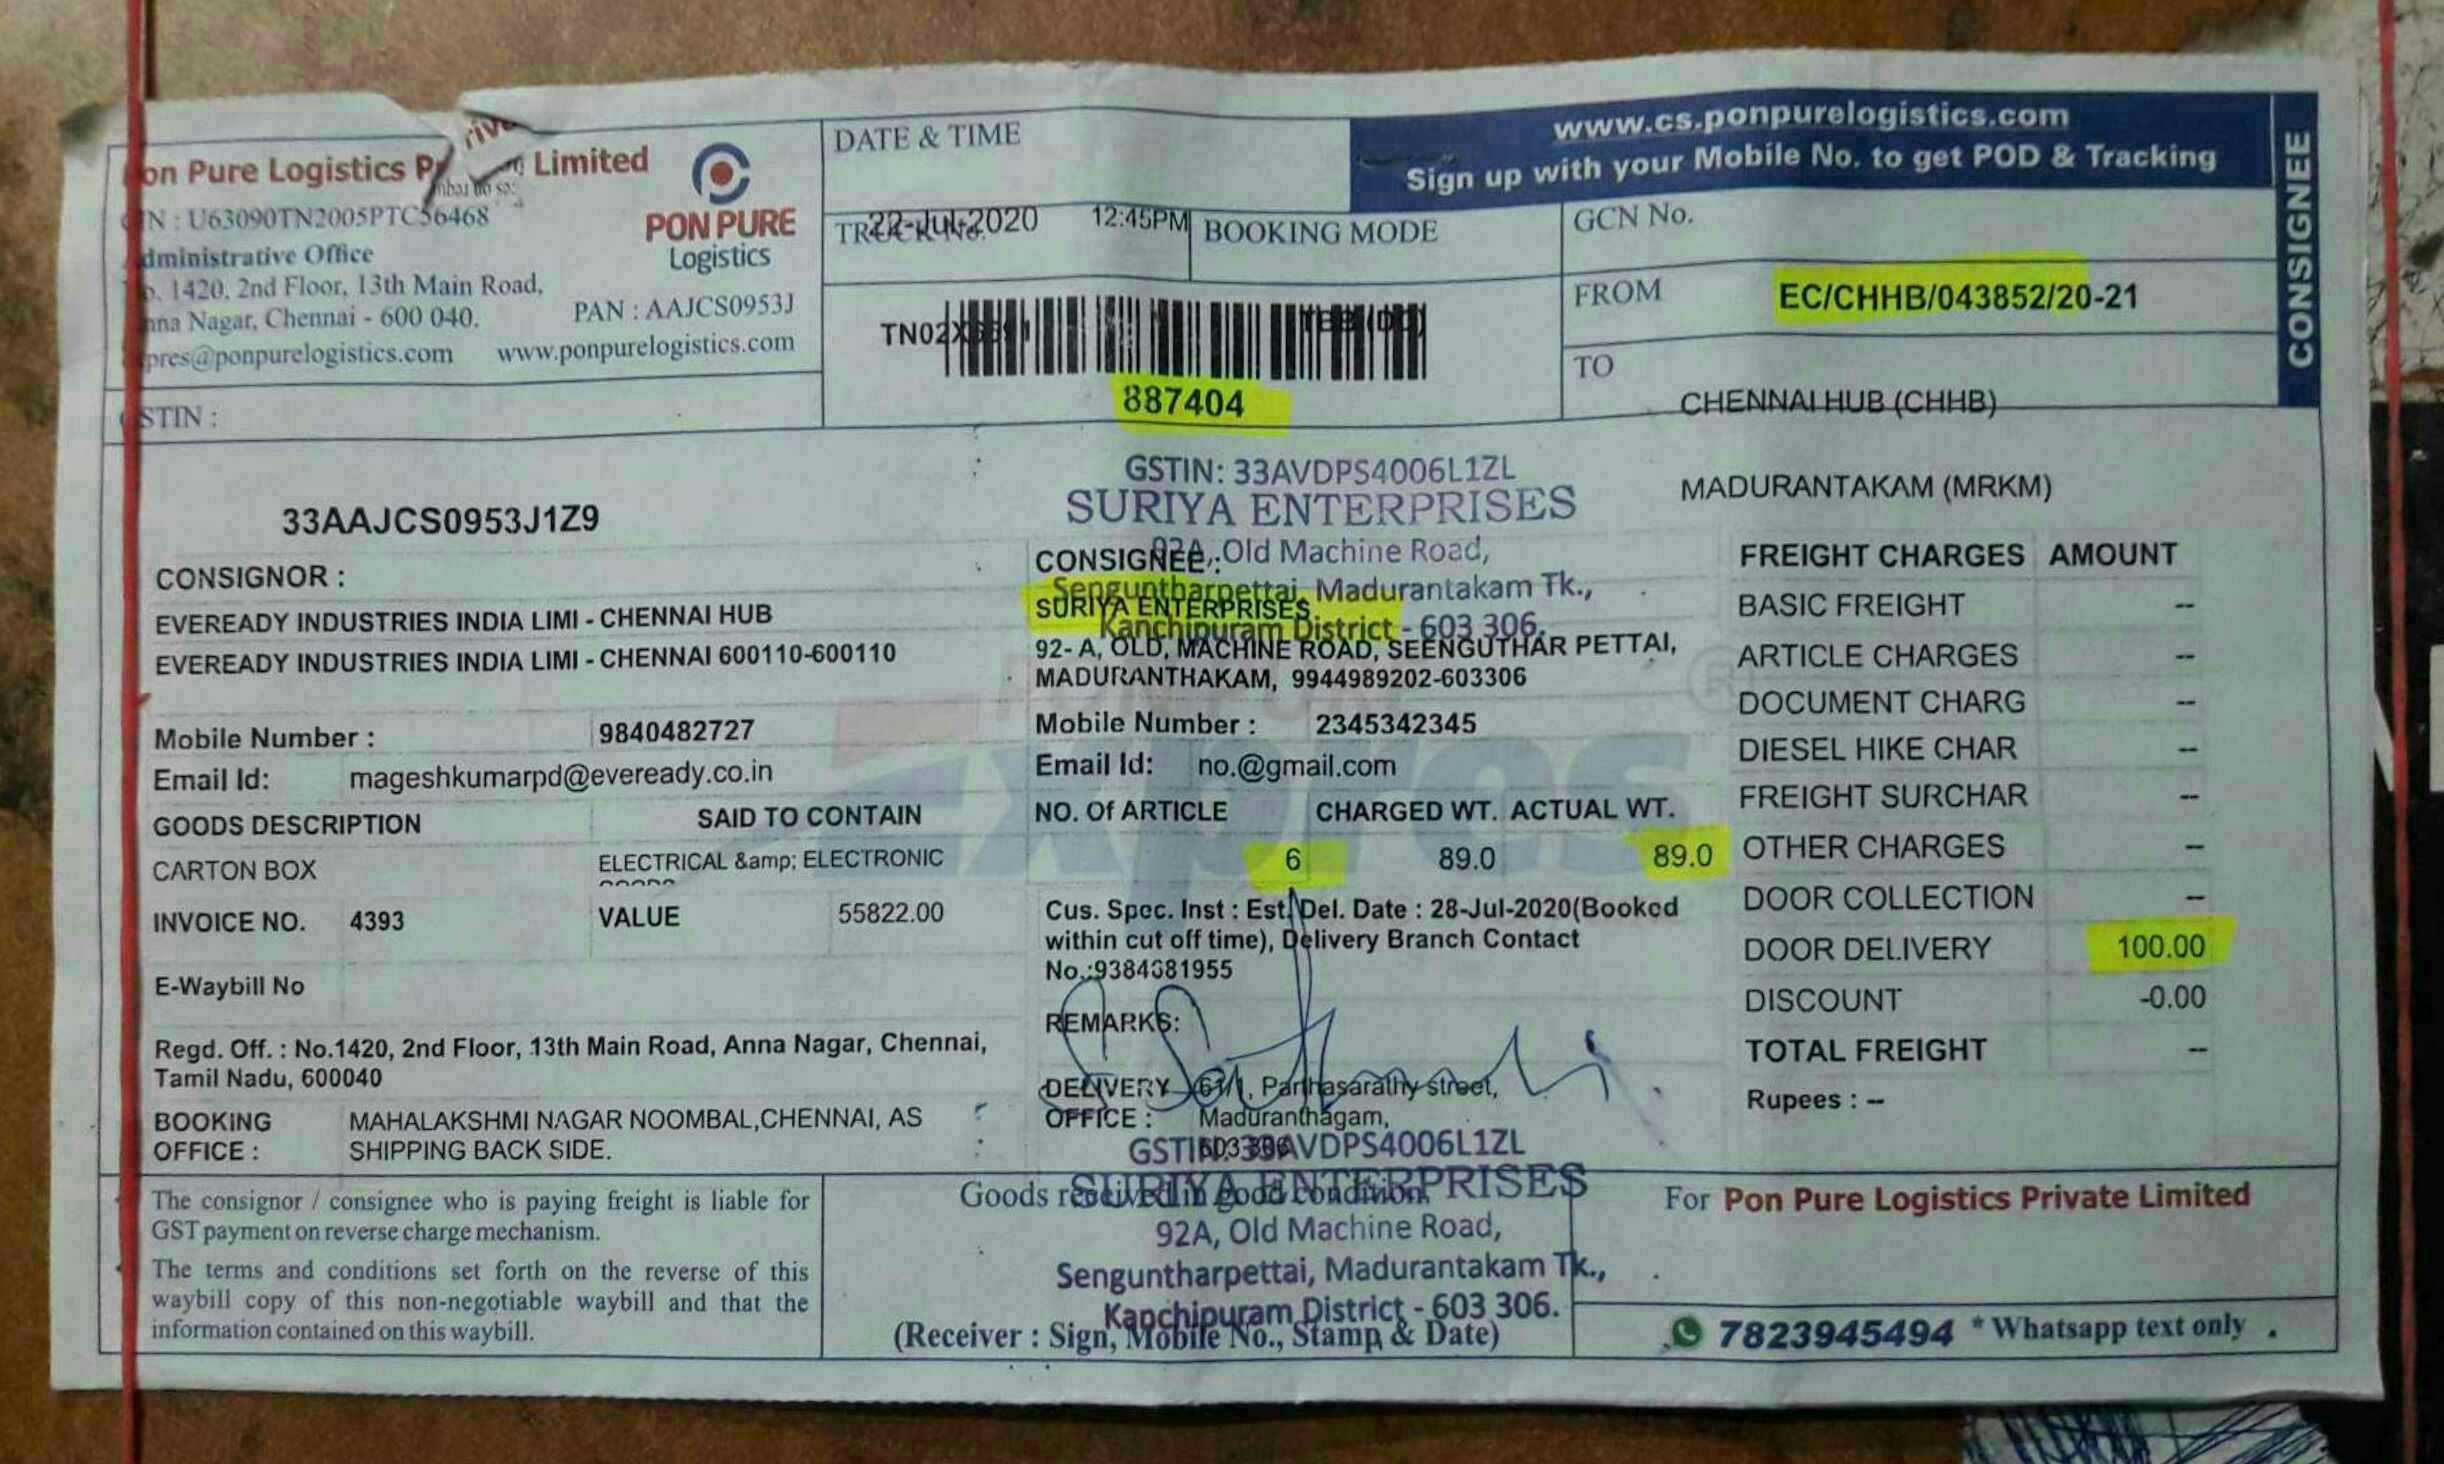 Pon Pure Logistics Limited
rivate
PON PURE
Logistics
CIN : U63090TN2005PTC56468
Administrative Office
No. 1420, 2nd Floor, 13th Main Road,
Anna Nagar, Chennai - 600 040.
PAN : AAJCS0953J
xpres@ponpurelogistics.com www.ponpurelogistics.com
GSTIN :
33AAJCS0953J1Z9
DATE & TIME
22-Jul-2020 12:45PM
TRUCK No.
BOOKING MODE
887404
www.cs.ponpurelogistics.com
Sign up with your Mobile No. to get POD & Tracking
CONSIGNEE
GCN No.
FROM
EC/CHHB/043852/20-21
TO
CHENNAI HUB (CHHB)
MADURANTAKAM (MRKM)
GSTIN: 33AVDPS4006L1ZL
SURIYA ENTERPRISES
92A, Old Machine Road,
Senguntharpettai, Madurantakam Tk.,
Kanchipuram District - 603 306.
CONSIGNOR :
EVEREADY INDUSTRIES INDIA LIMI - CHENNAI HUB
EVEREADY INDUSTRIES INDIA LIMI - CHENNAI 600110-600110
Mobile Number : 9840482727
Email Id: mageshkumarpd@eveready.co.in
GOODS DESCRIPTION SAID TO CONTAIN
CARTON BOX ELECTRICAL &amp; ELECTRONIC
INVOICE NO. 4393 VALUE 55822.00
E-Waybill No
Regd. Off. : No.1420, 2nd Floor, 13th Main Road, Anna Nagar, Chennai,
Tamil Nadu, 600040
BOOKING OFFICE : MAHALAKSHMI NAGAR NOOMBAL,CHENNAI, AS
SHIPPING BACK SIDE.
CONSIGNEE :
SURIYA ENTERPRISES
92- A, OLD, MACHINE ROAD, SEENGUTHAR PETTAI,
MADURANTHAKAM, 9944989202-603306
Mobile Number : 2345342345
Email Id: no.@gmail.com
NO. Of ARTICLE CHARGED WT. ACTUAL WT.
6 89.0 89.0
Cus. Spec. Inst : Est. Del. Date : 28-Jul-2020(Booked
within cut off time), Delivery Branch Contact
No.:9384681955
REMARKS:
DELIVERY OFFICE : 61/1, Parthasarathy street,
Maduranthagam,
FREIGHT CHARGES AMOUNT
BASIC FREIGHT --
ARTICLE CHARGES --
DOCUMENT CHARG --
DIESEL HIKE CHAR --
FREIGHT SURCHAR --
OTHER CHARGES --
DOOR COLLECTION --
DOOR DELIVERY 100.00
DISCOUNT -0.00
TOTAL FREIGHT --
Rupees : --
The consignor / consignee who is paying freight is liable for
GST payment on reverse charge mechanism.
The terms and conditions set forth on the reverse of this
waybill copy of this non-negotiable waybill and that the
information contained on this waybill.
GSTIN: 33AVDPS4006L1ZL
Goods received in good condition
SURIYA ENTERPRISES
92A, Old Machine Road,
Senguntharpettai, Madurantakam Tk.,
Kanchipuram District - 603 306.
(Receiver : Sign, Mobile No., Stamp & Date)
For Pon Pure Logistics Private Limited
7823945494 * Whatsapp text only
Xpres